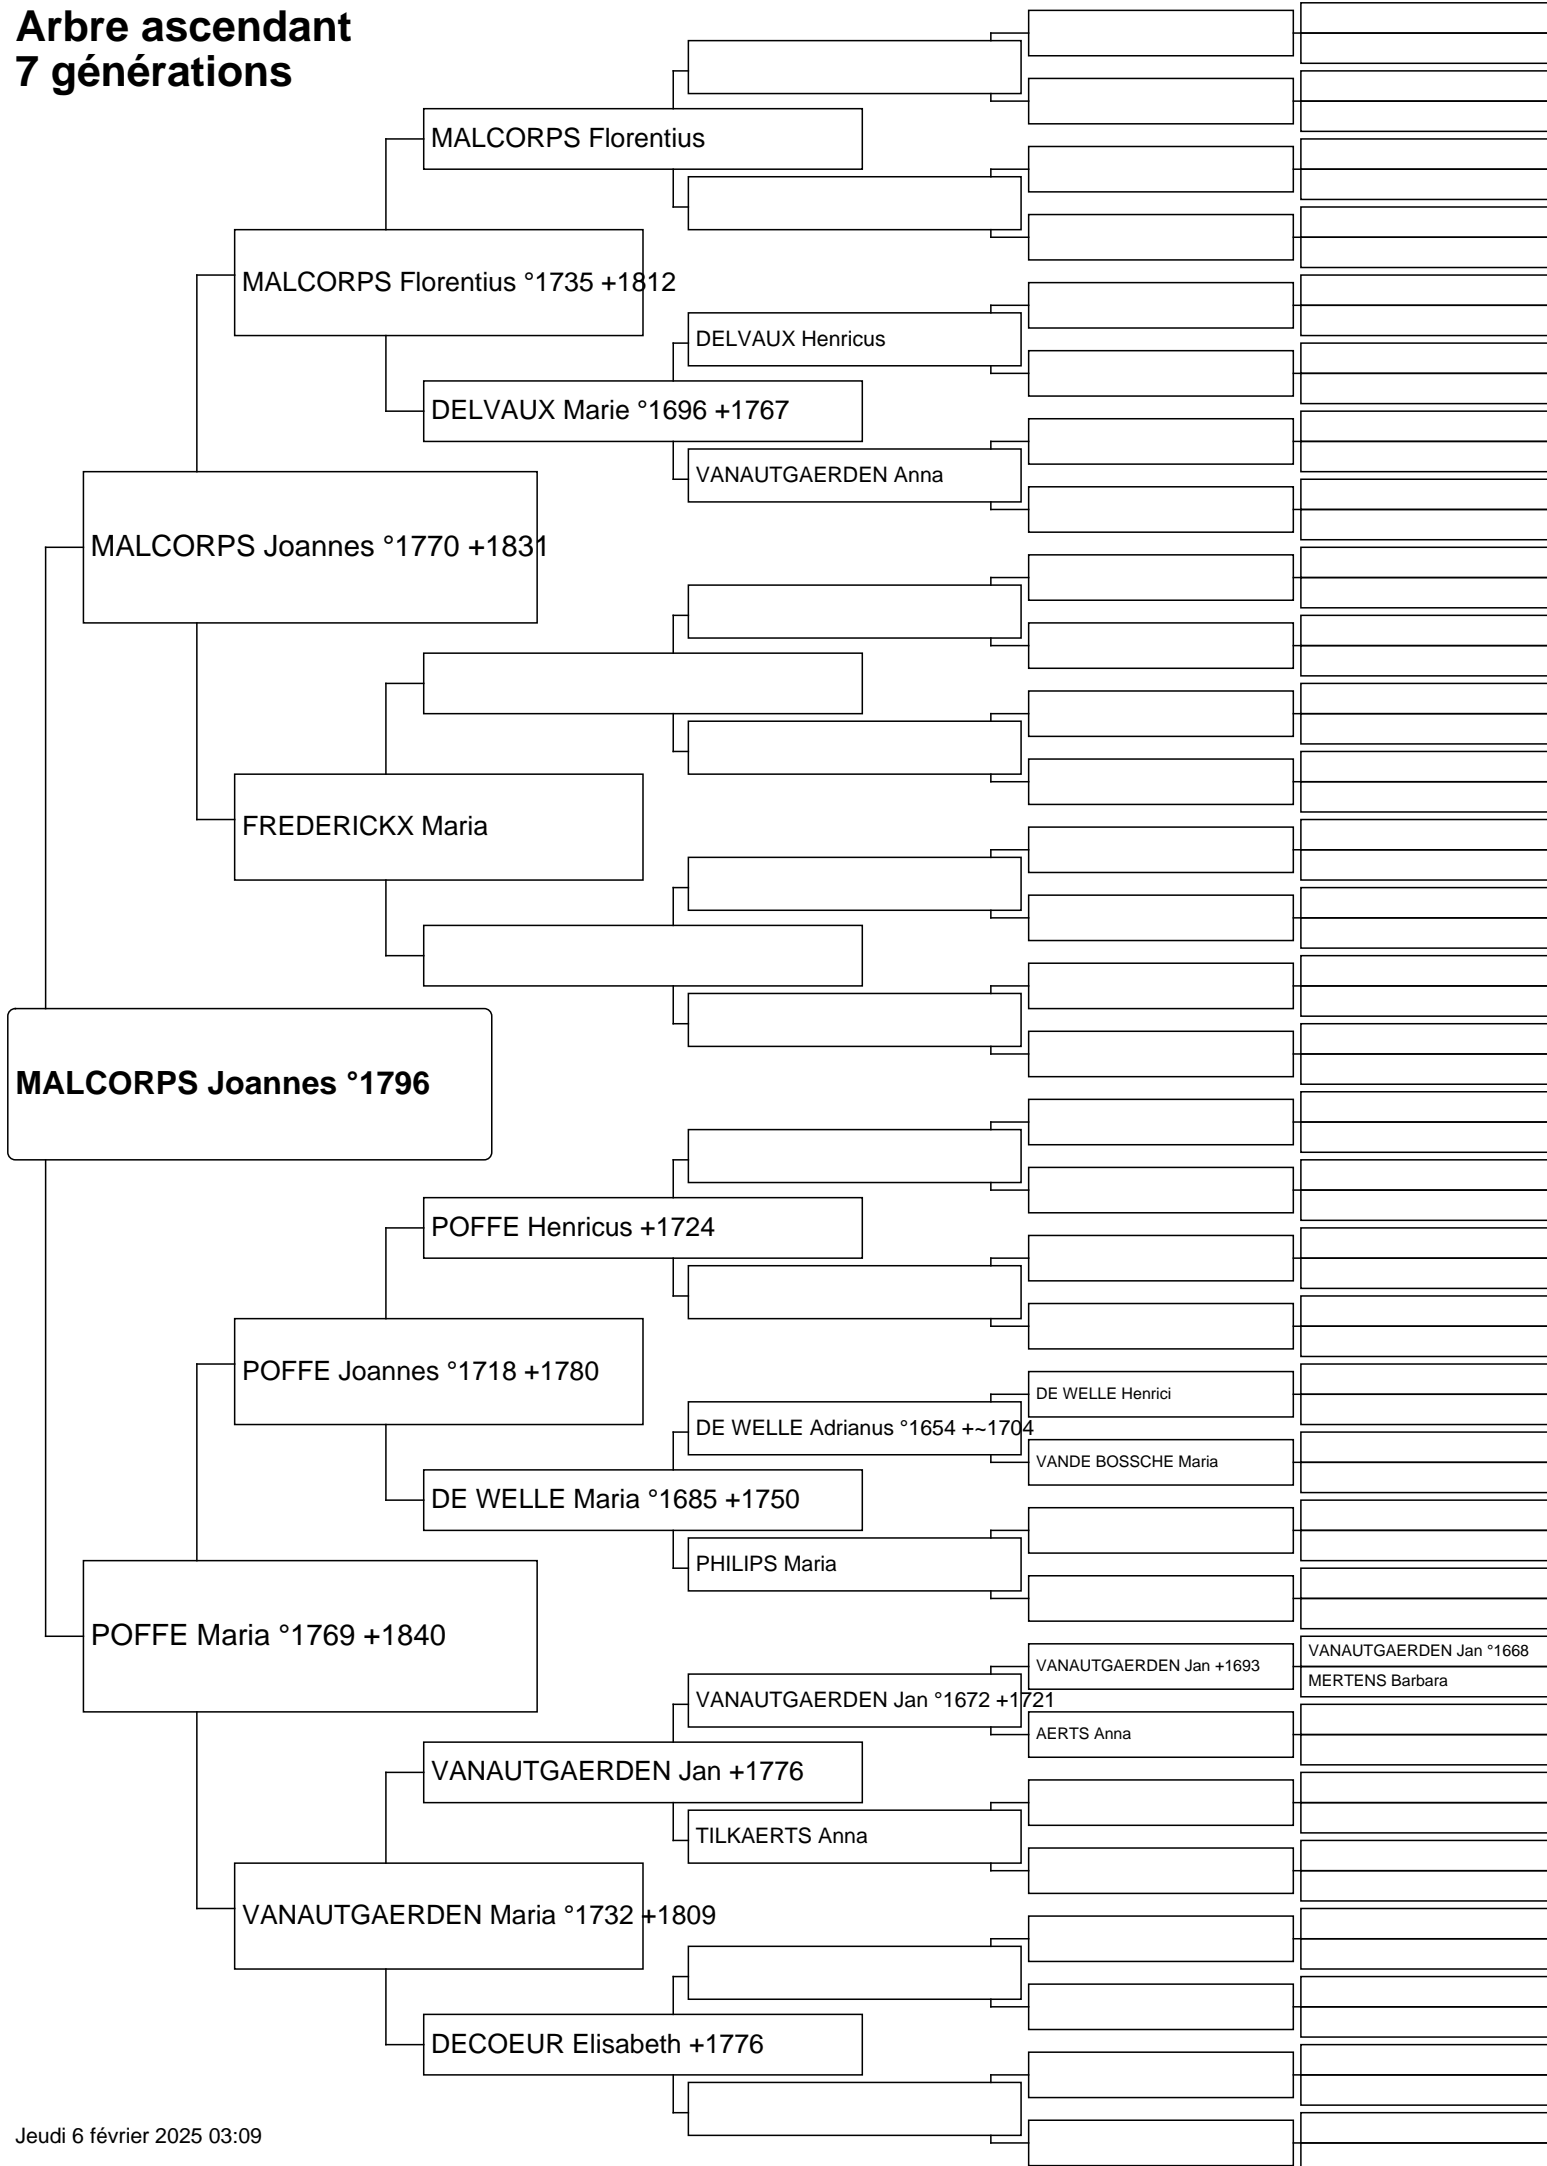 Arbre ascendant
7 générations
MALCORPS Florentius
MALCORPS Florentius °1735 +1812
DELVAUX Henricus
DELVAUX Marie °1696 +1767
VANAUTGAERDEN Anna
MALCORPS Joannes °1770 +1831
FREDERICKX Maria
MALCORPS Joannes °1796
POFFE Henricus +1724
POFFE Joannes °1718 +1780
DE WELLE Henrici
DE WELLE Adrianus °1654 +~1704
VANDE BOSSCHE Maria
DE WELLE Maria °1685 +1750
PHILIPS Maria
POFFE Maria °1769 +1840
VANAUTGAERDEN Jan °1668
VANAUTGAERDEN Jan +1693
MERTENS Barbara
VANAUTGAERDEN Jan °1672 +1721
AERTS Anna
VANAUTGAERDEN Jan +1776
TILKAERTS Anna
VANAUTGAERDEN Maria °1732 +1809
DECOEUR Elisabeth +1776
Jeudi 6 février 2025 03:09